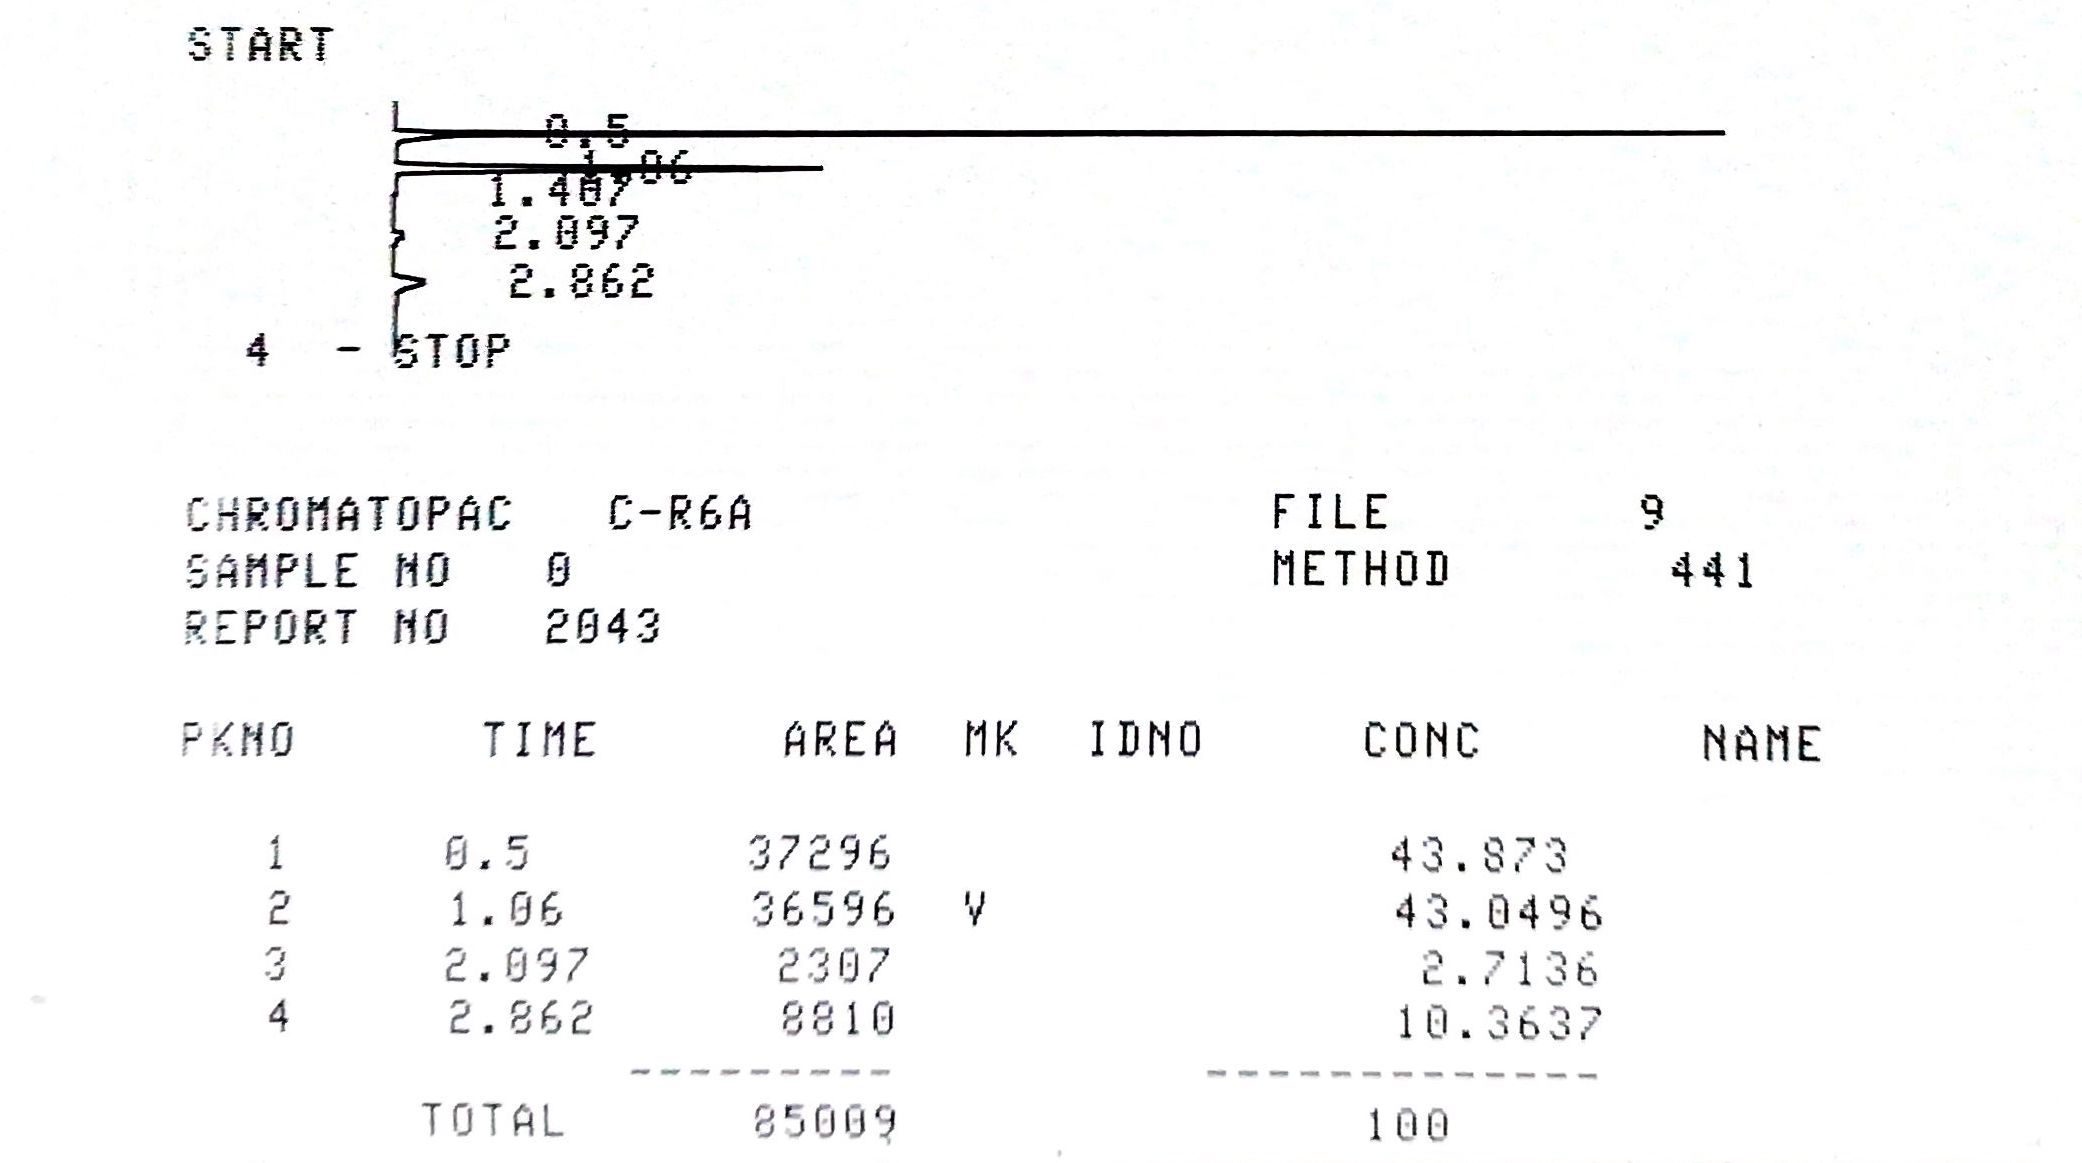 START
0.5
1.06
1.407
2.097
2.862
4 - STOP
CHROMATOPAC C-R6A FILE 9
SAMPLE NO 0 METHOD 441
REPORT NO 2043
PKNO TIME AREA MK IDNO CONC NAME
1 0.5 37296 43.873
2 1.06 36596 V 43.0496
3 2.097 2307 2.7136
4 2.862 8810 10.3637
---------- -------------
TOTAL 85009 100